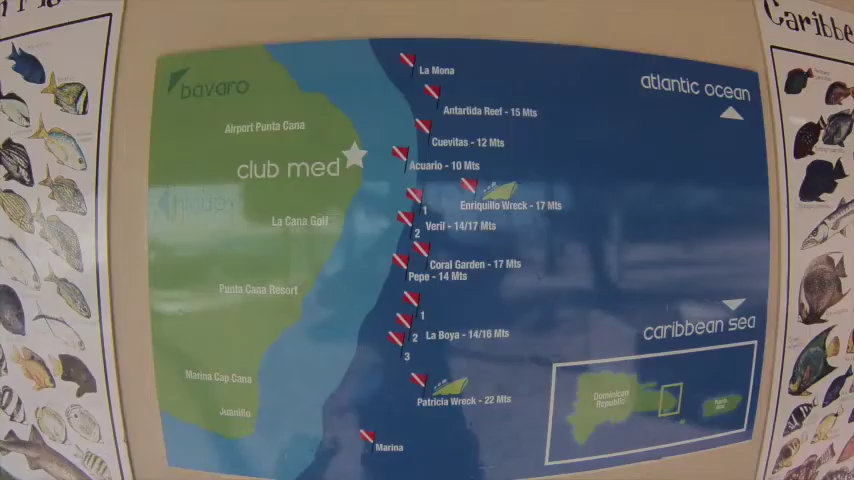 Caribbe
bavaro
atlantic ocean
La Mona
Antarlida Reef - 15 Mts
Airport Punta Cana
Cuevitas - 12 Mts
club med
Acuario - 10 Mts
Enriquillo Wreck - 17 Mts
1
La Cana Golf
2
Veril - 14/17 Mts
Coral Garden - 17 Mts
Pepe - 14 Mts
Punta Cana Resort
1
caribbean sea
2
La Boya - 14/16 Mts
3
Marina Cap Cana
Patricia Wreck - 22 Mts
Dominican
Republic
Juanillo
Marina